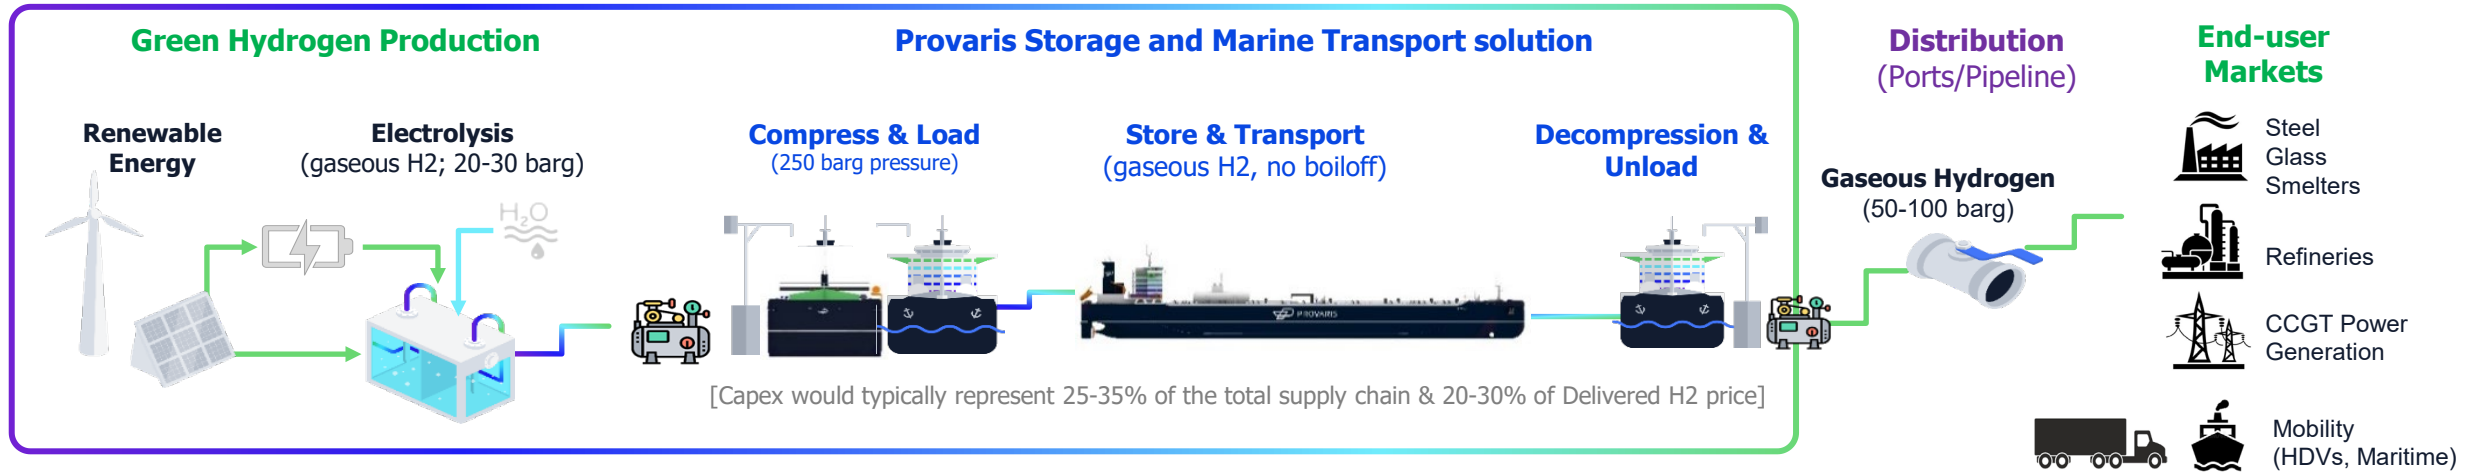 Green Hydrogen Production
Provaris Storage and Marine Transport solution
Distribution
(Ports/Pipeline)
End-user
Markets
Renewable
Energy
Electrolysis
(gaseous H2; 20-30 barg)
H₂O
Compress & Load
(250 barg pressure)
Store & Transport
(gaseous H2, no boiloff)
Decompression &
Unload
Gaseous Hydrogen
(50-100 barg)
PROVARIS
[Capex would typically represent 25-35% of the total supply chain & 20-30% of Delivered H2 price]
Steel
Glass
Smelters
Refineries
CCGT Power
Generation
Mobility
(HDVs, Maritime)